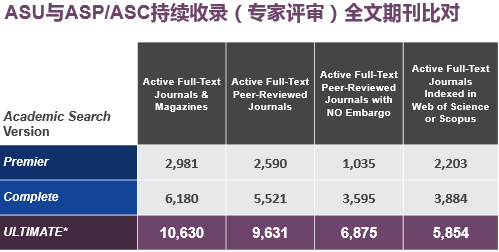 ASU与ASP/ASC持续收录（专家评审）全文期刊比对
Academic Search
Version
Active Full-Text
Journals &
Magazines
Active Full-Text
Peer-Reviewed
Journals
Active Full-Text
Peer-Reviewed
Journals with
NO Embargo
Active Full-Text
Journals
Indexed in
Web of Science
or Scopus
Premier 2,981 2,590 1,035 2,203
Complete 6,180 5,521 3,595 3,884
ULTIMATE* 10,630 9,631 6,875 5,854